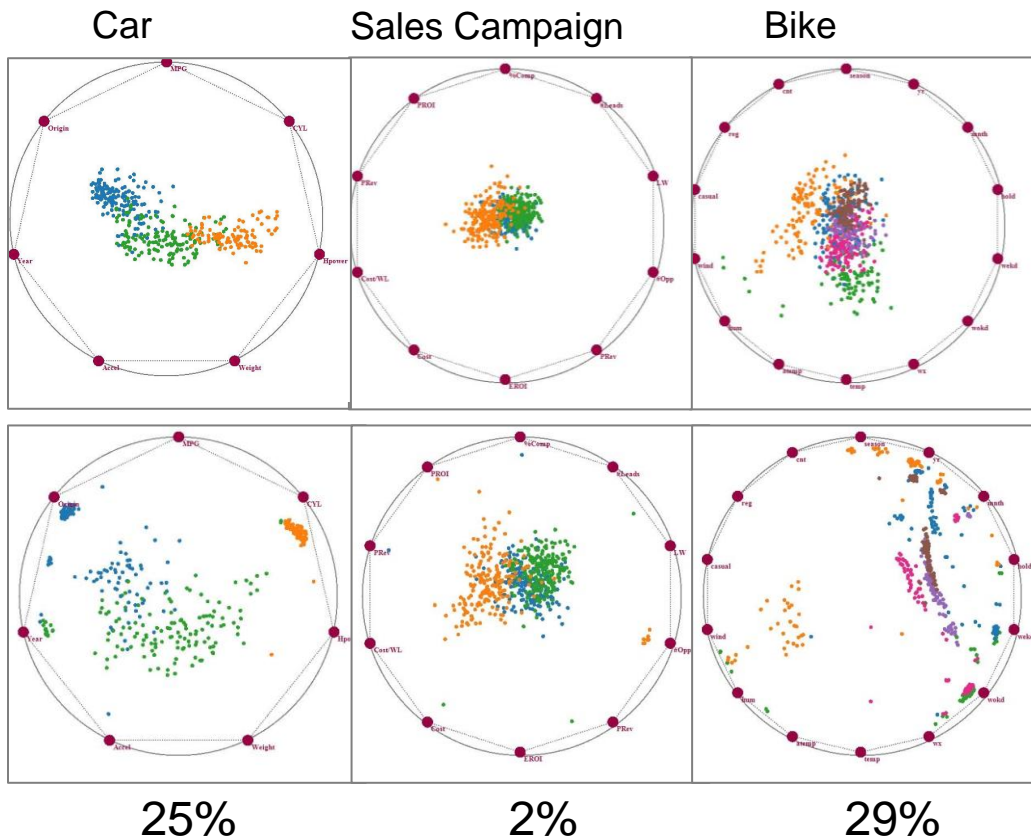 Car
Sales Campaign
Bike
MPG
CYL
Origin
Hpower
Year
Accel
Weight
%Comp
PROI
#Leads
PRev
LW
Cost/WL
#Opp
Cost
PRev
EROI
season
cnt
yr
reg
mnth
casual
hold
wind
wekd
hum
wokd
atemp
wx
temp
MPG
Origin
CYL
Year
Accel
Weight
%Comp
PROI
#Leads
PRev
LW
Cost/WL
#Opp
Cost
PRev
EROI
season
cnt
yr
reg
mnth
casual
hold
wind
hum
wokd
atemp
wx
temp
25%
2%
29%